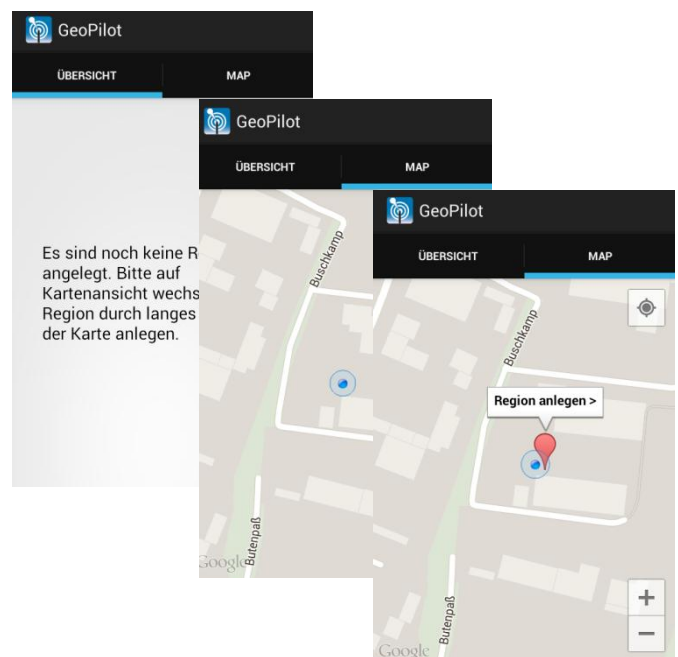 GeoPilot
ÜBERSICHT MAP
Es sind noch keine R
angelegt. Bitte auf
Kartenansicht wechs
Region durch langes
der Karte anlegen.
GeoPilot
ÜBERSICHT MAP
Buschkamp
Butenpaß
Google
GeoPilot
ÜBERSICHT MAP
Buschkamp
Region anlegen >
Butenpaß
Google
+
−